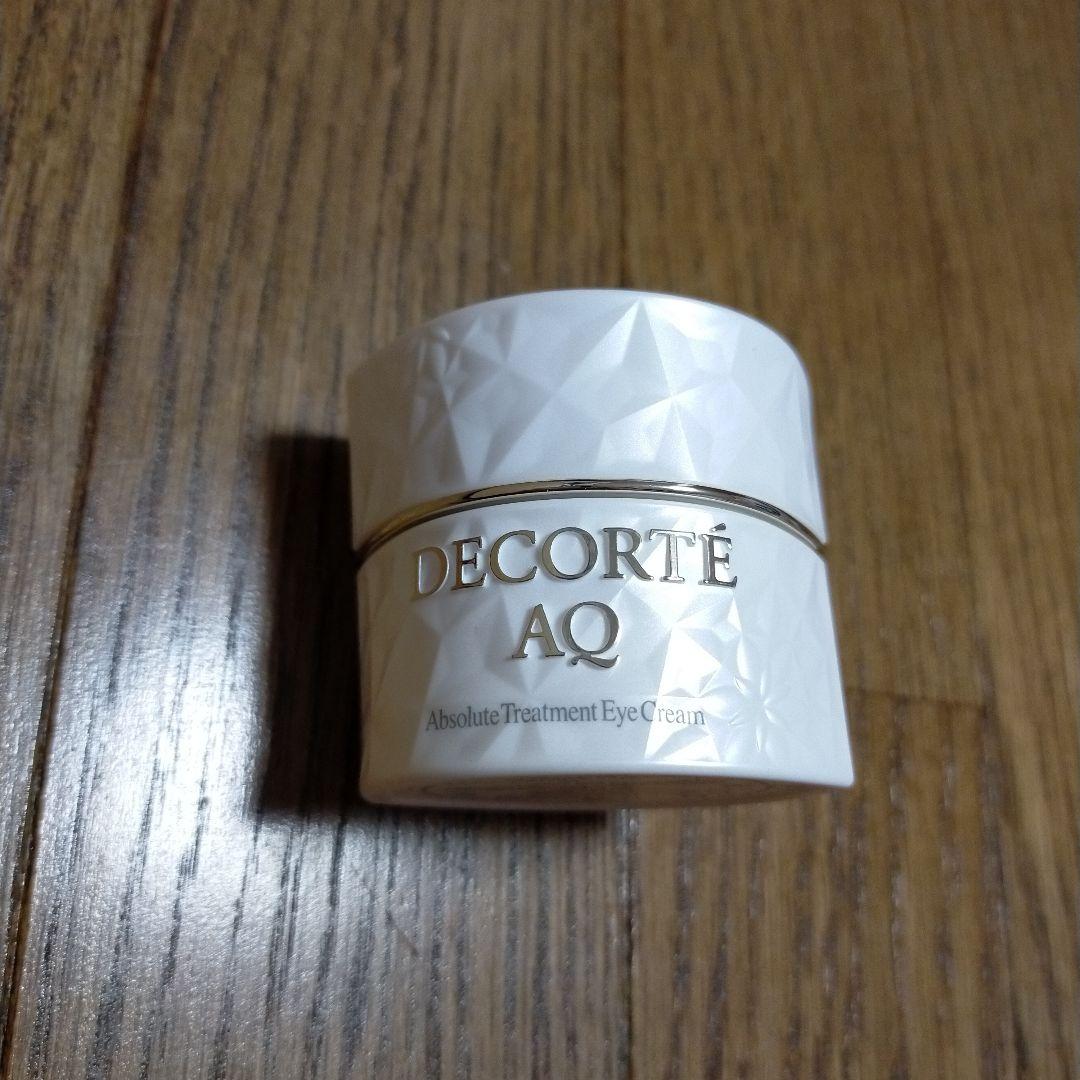 DECORTÉ
AQ
Absolute Treatment Eye Cream